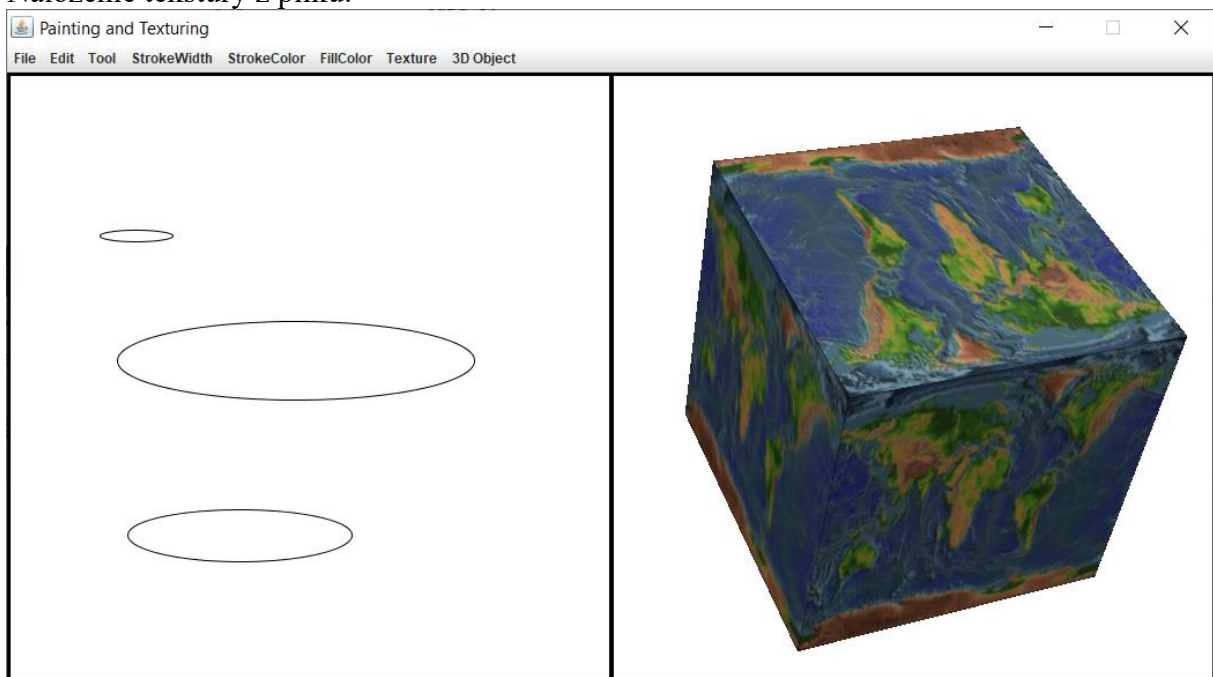 Nałożenie tekstury z pliku.
Painting and Texturing
File Edit Tool StrokeWidth StrokeColor FillColor Texture 3D Object